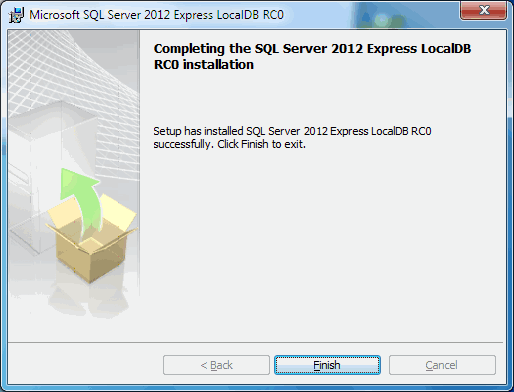 Microsoft SQL Server 2012 Express LocalDB RC0
Completing the SQL Server 2012 Express LocalDB
RC0 installation
Setup has installed SQL Server 2012 Express LocalDB RC0
successfully. Click Finish to exit.
< Back
Finish
Cancel